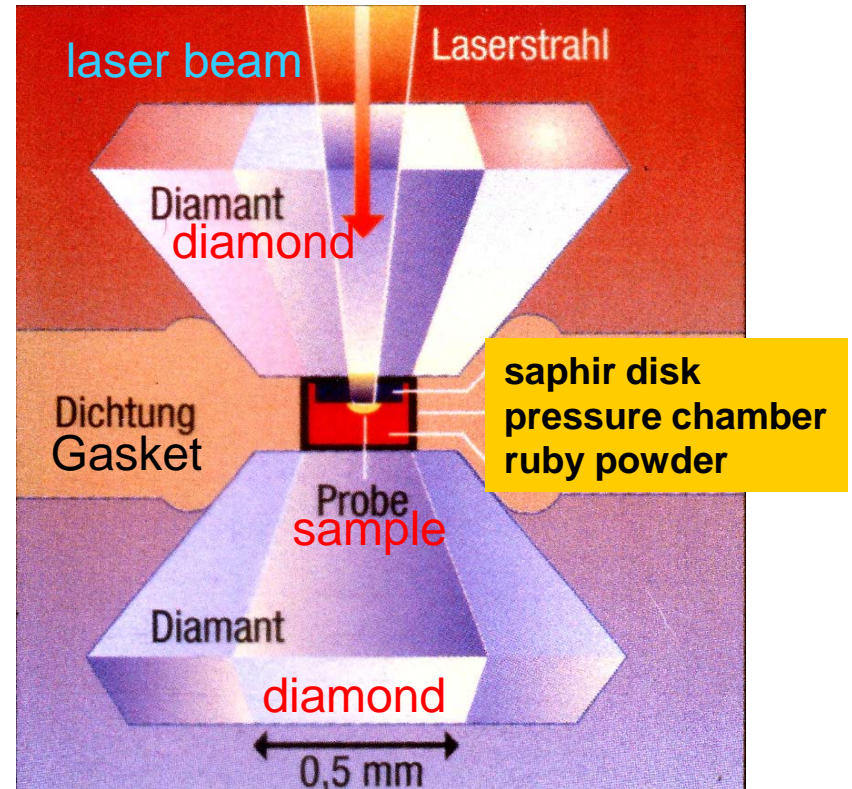 laser beam
Laserstrahl
Diamant
diamond
saphir disk
pressure chamber
ruby powder
Dichtung
Gasket
Probe
sample
Diamant
diamond
0,5 mm